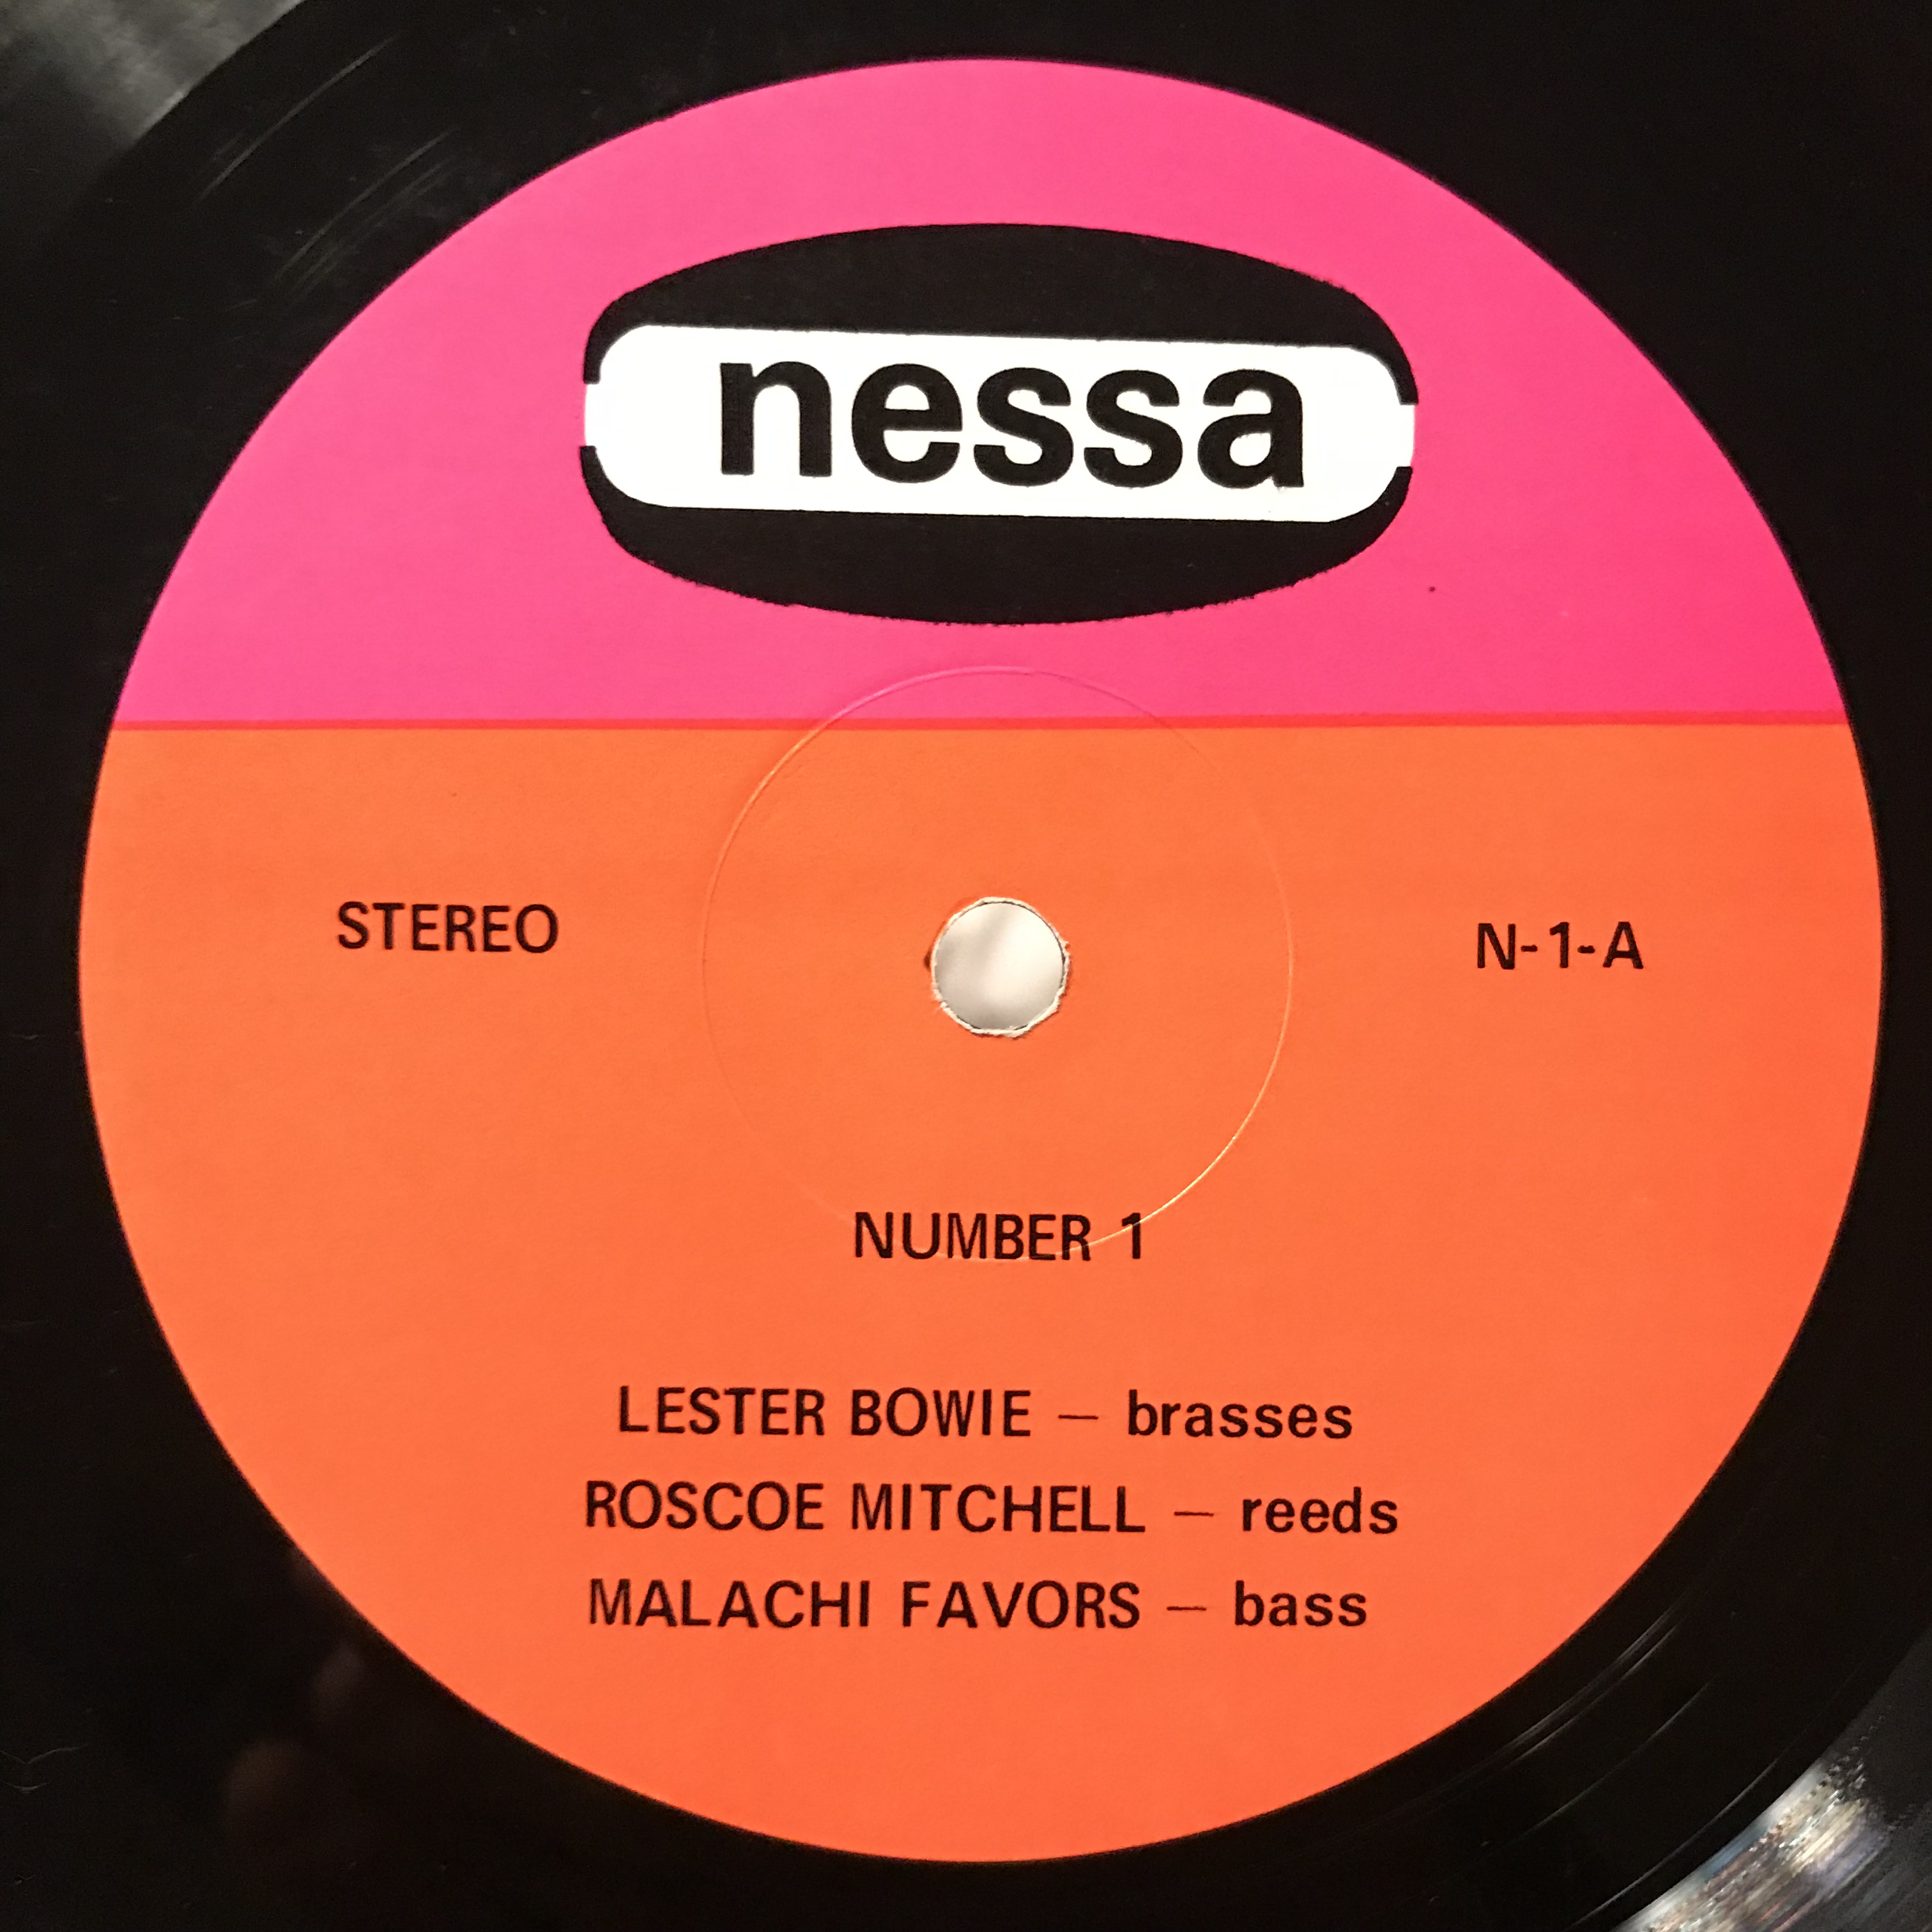 nessa
STEREO
N-1-A
NUMBER 1
LESTER BOWIE — brasses
ROSCOE MITCHELL — reeds
MALACHI FAVORS — bass